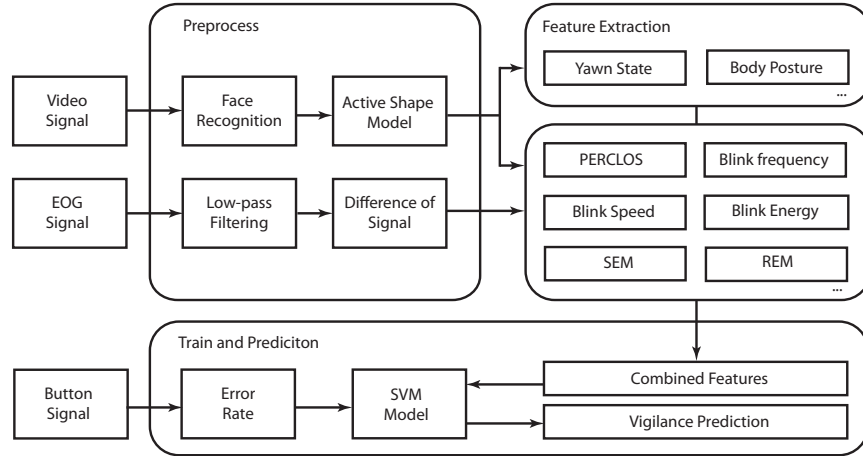 Preprocess
Feature Extraction
Video
Signal
Face
Recognition
Active Shape
Model
Yawn State
Body Posture
...
EOG
Signal
Low-pass
Filtering
Difference of
Signal
PERCLOS
Blink frequency
Blink Speed
Blink Energy
SEM
REM
...
Train and Prediciton
Button
Signal
Error
Rate
SVM
Model
Combined Features
Vigilance Prediction